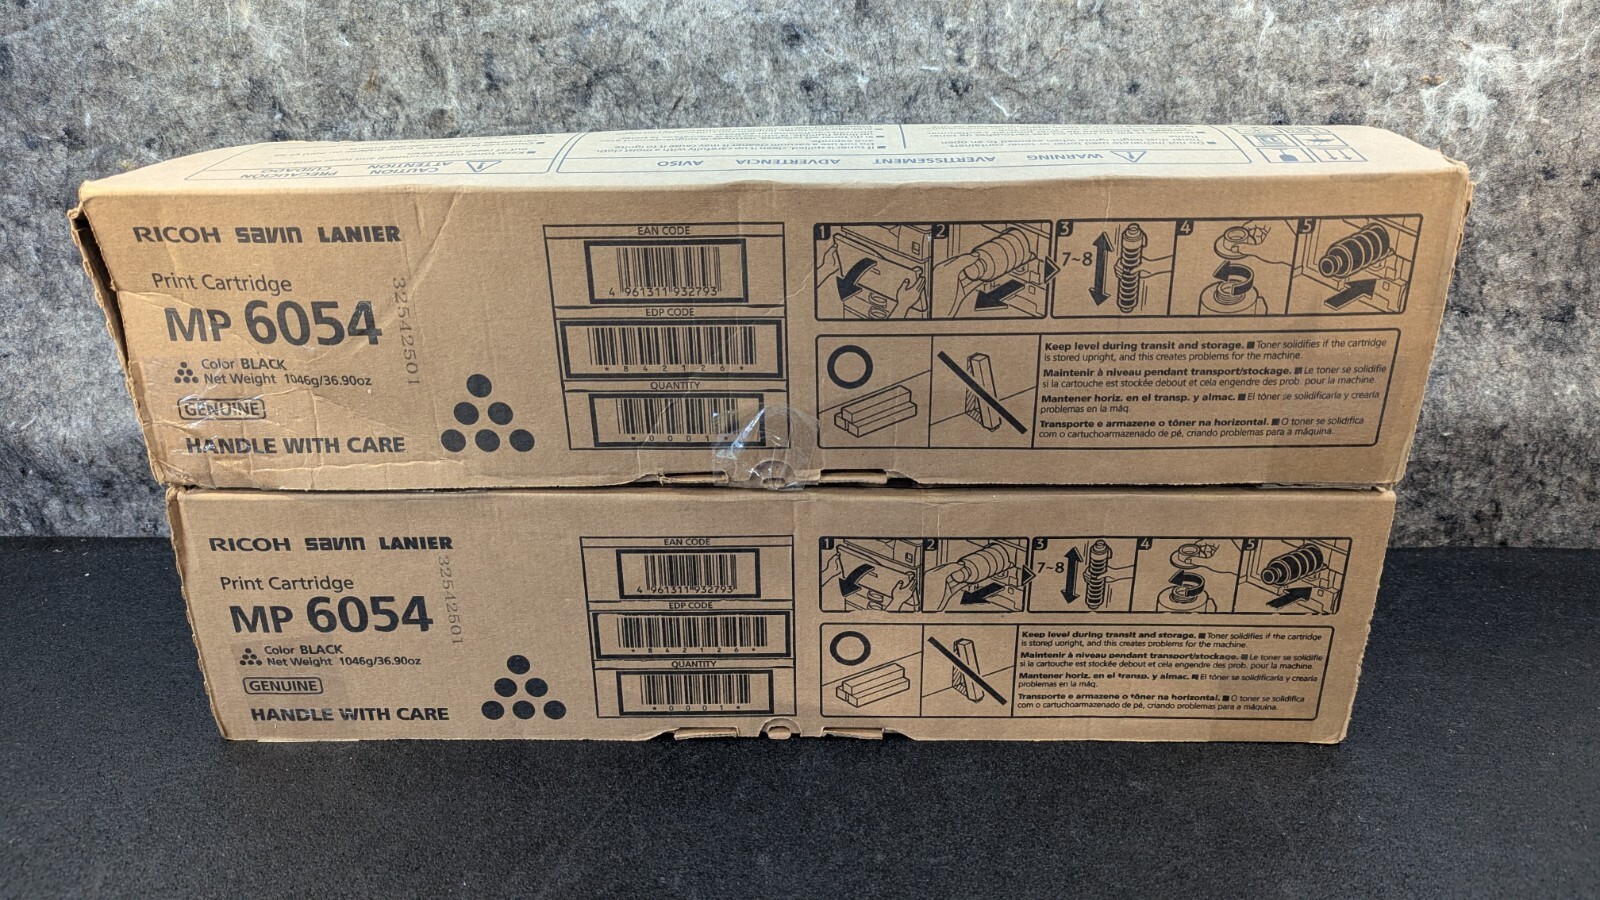 WARNING AVERTISSEMENT ADVERTENCIA AVISO
CAUTION ATTENTION
PRECAUCIÓN
RICOH savin LANIER
Print Cartridge
MP 6054
32542501
Color BLACK
Net Weight 1046g/36.90oz
GENUINE
HANDLE WITH CARE
EAN CODE
4 961311 932793
EDP CODE
*842126*
QUANTITY
*0001*
1 2 3 4 5
7~8
Keep level during transit and storage. ■ Toner solidifies if the cartridge
is stored upright, and this creates problems for the machine.
Maintenir à niveau pendant transport/stockage. ■ Le toner se solidifie
si la cartouche est stockée debout et cela engendre des prob. pour la machine.
Mantener horiz. en el transp. y almac. ■ El tóner se solidificaría y crearía
problemas en la máq.
Transporte e armazene o tôner na horizontal. ■ O toner se solidifica
com o cartuchoarmazenado de pé, criando problemas para a máquina.
RICOH savin LANIER
Print Cartridge
MP 6054
32542501
Color BLACK
Net Weight 1046g/36.90oz
GENUINE
HANDLE WITH CARE
EAN CODE
4 961311 932793
EDP CODE
*842126*
QUANTITY
*0001*
1 2 3 4 5
7~8
Keep level during transit and storage. ■ Toner solidifies if the cartridge
is stored upright, and this creates problems for the machine.
Maintenir à niveau pendant transport/stockage. ■ Le toner se solidifie
si la cartouche est stockée debout et cela engendre des prob. pour la machine.
Mantener horiz. en el transp. y almac. ■ El tóner se solidificaría y crearía
problemas en la máq.
Transporte e armazene o tôner na horizontal. ■ O toner se solidifica
com o cartuchoarmazenado de pé, criando problemas para a máquina.